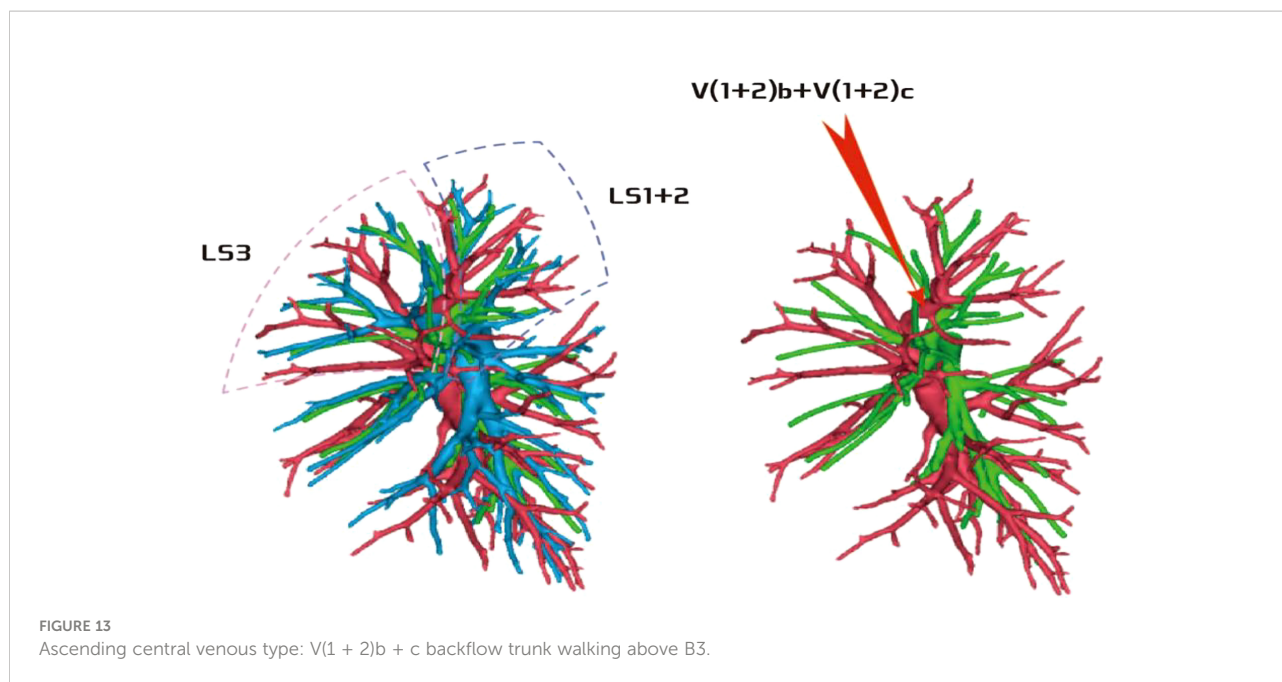 V(1+2)b+V(1+2)c
LS1+2
LS3
FIGURE 13
Ascending central venous type: V(1 + 2)b + c backflow trunk walking above B3.